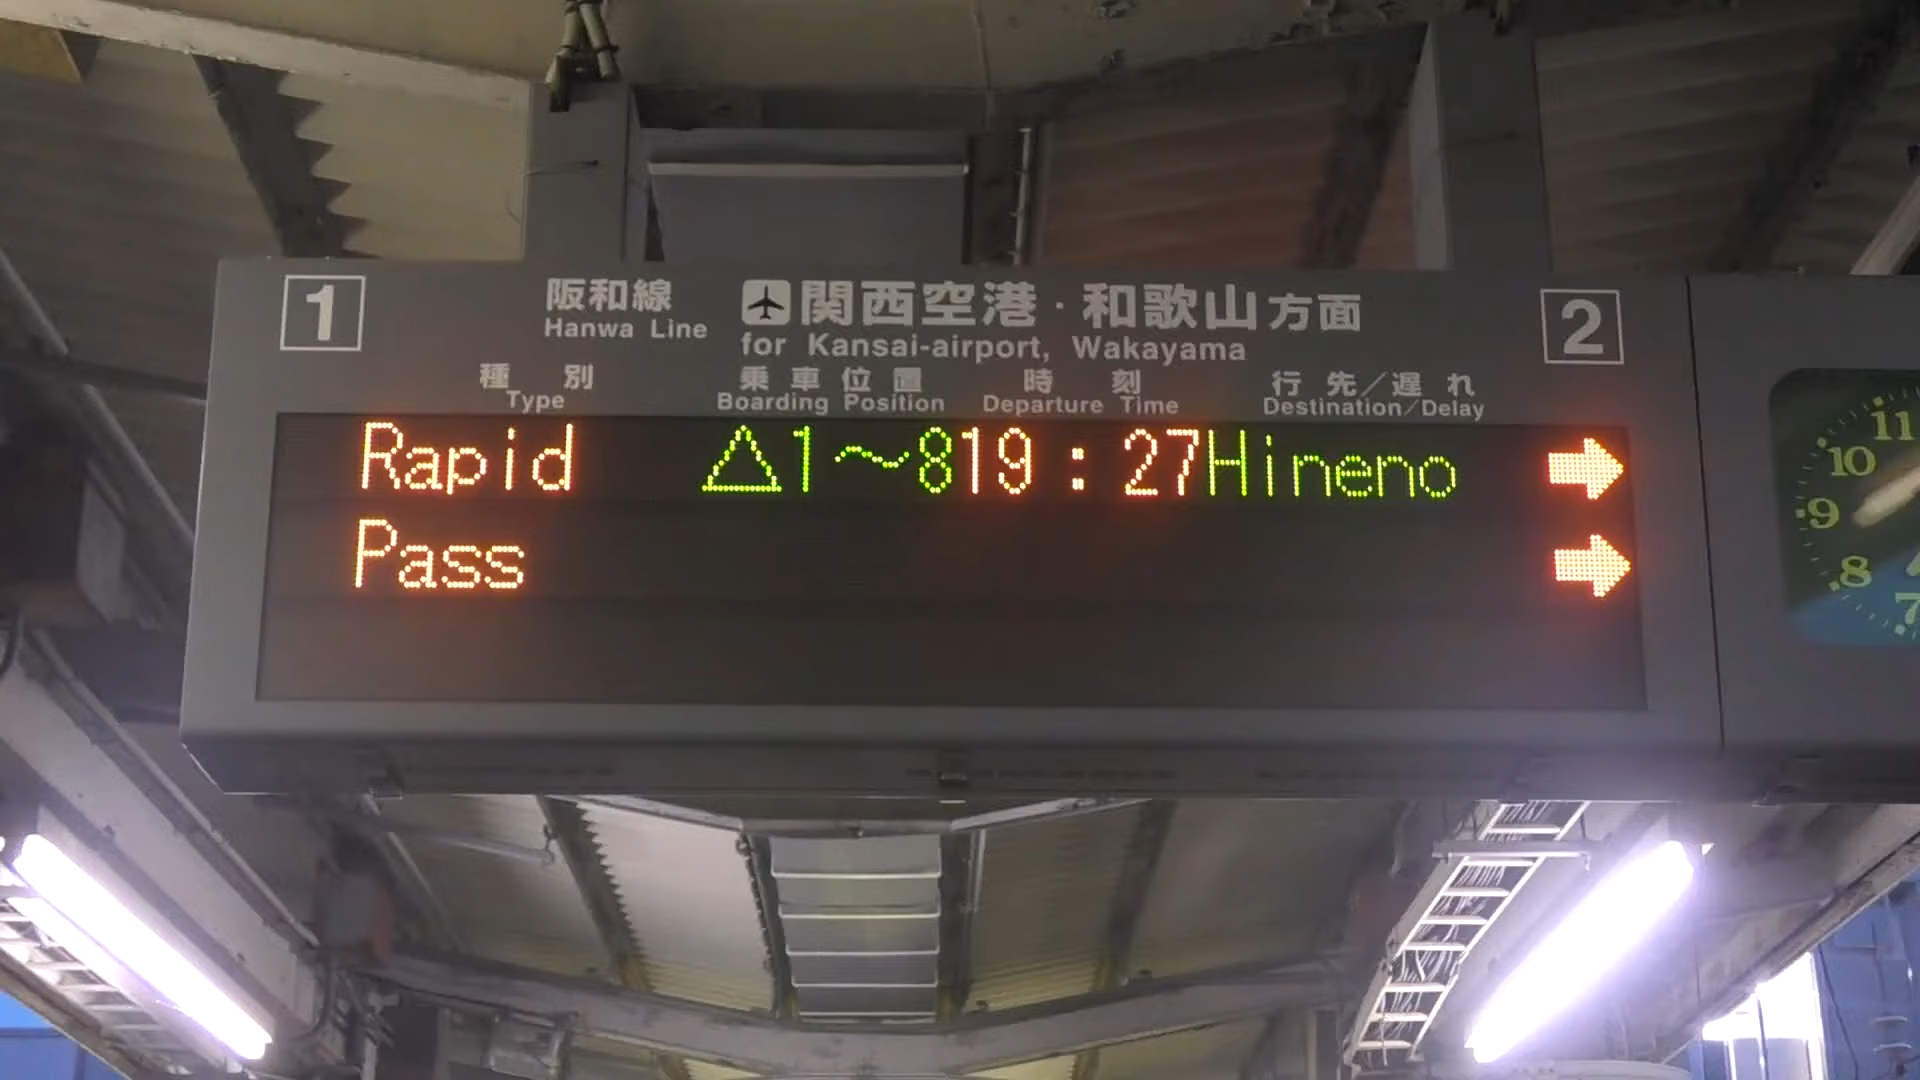 1 阪和線 関西空港・和歌山方面 2
Hanwa Line for Kansai-airport, Wakayama
種別 乗車位置 時刻 行先／遅れ
Type Boarding Position Departure Time Destination/Delay
Rapid △1～8 19:27 Hineno
Pass
11
10
9
8
7